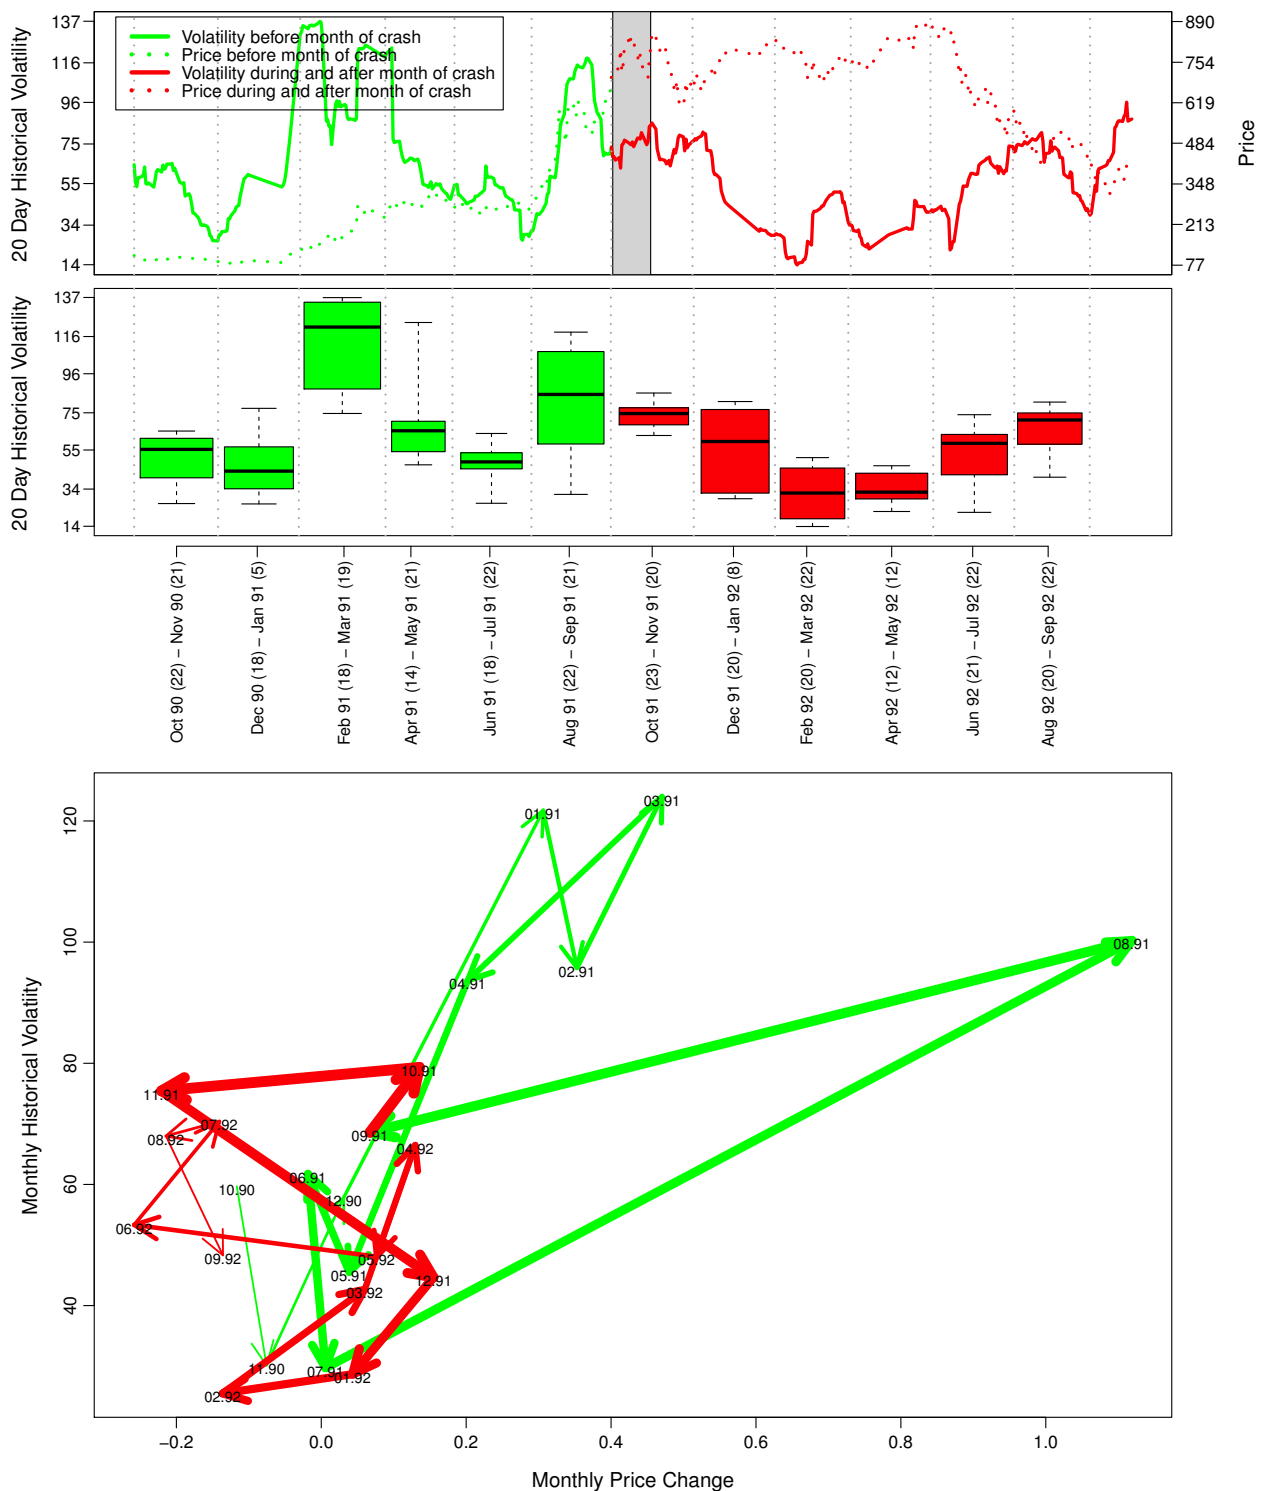 20 Day Historical Volatility
137
116
96
75
55
34
14
Volatility before month of crash
Price before month of crash
Volatility during and after month of crash
Price during and after month of crash
890
754
619
484
348
213
77
Price
20 Day Historical Volatility
137
116
96
75
55
34
14
Oct 90 (22) − Nov 90 (21)
Dec 90 (18) − Jan 91 (5)
Feb 91 (18) − Mar 91 (19)
Apr 91 (14) − May 91 (21)
Jun 91 (18) − Jul 91 (22)
Aug 91 (22) − Sep 91 (21)
Oct 91 (23) − Nov 91 (20)
Dec 91 (20) − Jan 92 (8)
Feb 92 (20) − Mar 92 (22)
Apr 92 (12) − May 92 (12)
Jun 92 (21) − Jul 92 (22)
Aug 92 (20) − Sep 92 (22)
Monthly Historical Volatility
120
100
80
60
40
03.91
01.91
08.91
02.91
04.91
10.91
11.91
07.92
09.91
08.92
04.92
06.91
10.90
12.90
06.92
09.92
05.92
05.91
12.91
03.92
11.90
07.91
01.92
02.92
−0.2
0.0
0.2
0.4
0.6
0.8
1.0
Monthly Price Change